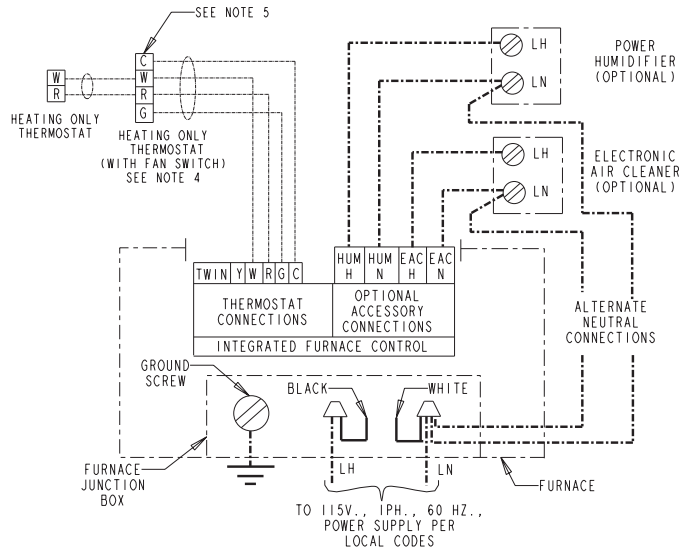 SEE NOTE 5
C
W
W
R
R
G
HEATING ONLY
THERMOSTAT
HEATING ONLY
THERMOSTAT
(WITH FAN SWITCH)
SEE NOTE 4
LH
LN
POWER
HUMIDIFIER
(OPTIONAL)
LH
LN
ELECTRONIC
AIR CLEANER
(OPTIONAL)
TWIN Y W R G C
HUM H
HUM N
EAC H
EAC N
THERMOSTAT
CONNECTIONS
OPTIONAL
ACCESSORY
CONNECTIONS
INTEGRATED FURNACE CONTROL
ALTERNATE
NEUTRAL
CONNECTIONS
GROUND
SCREW
BLACK
WHITE
FURNACE
JUNCTION
BOX
LH
LN
FURNACE
TO 115V., 1PH., 60 HZ.,
POWER SUPPLY PER
LOCAL CODES